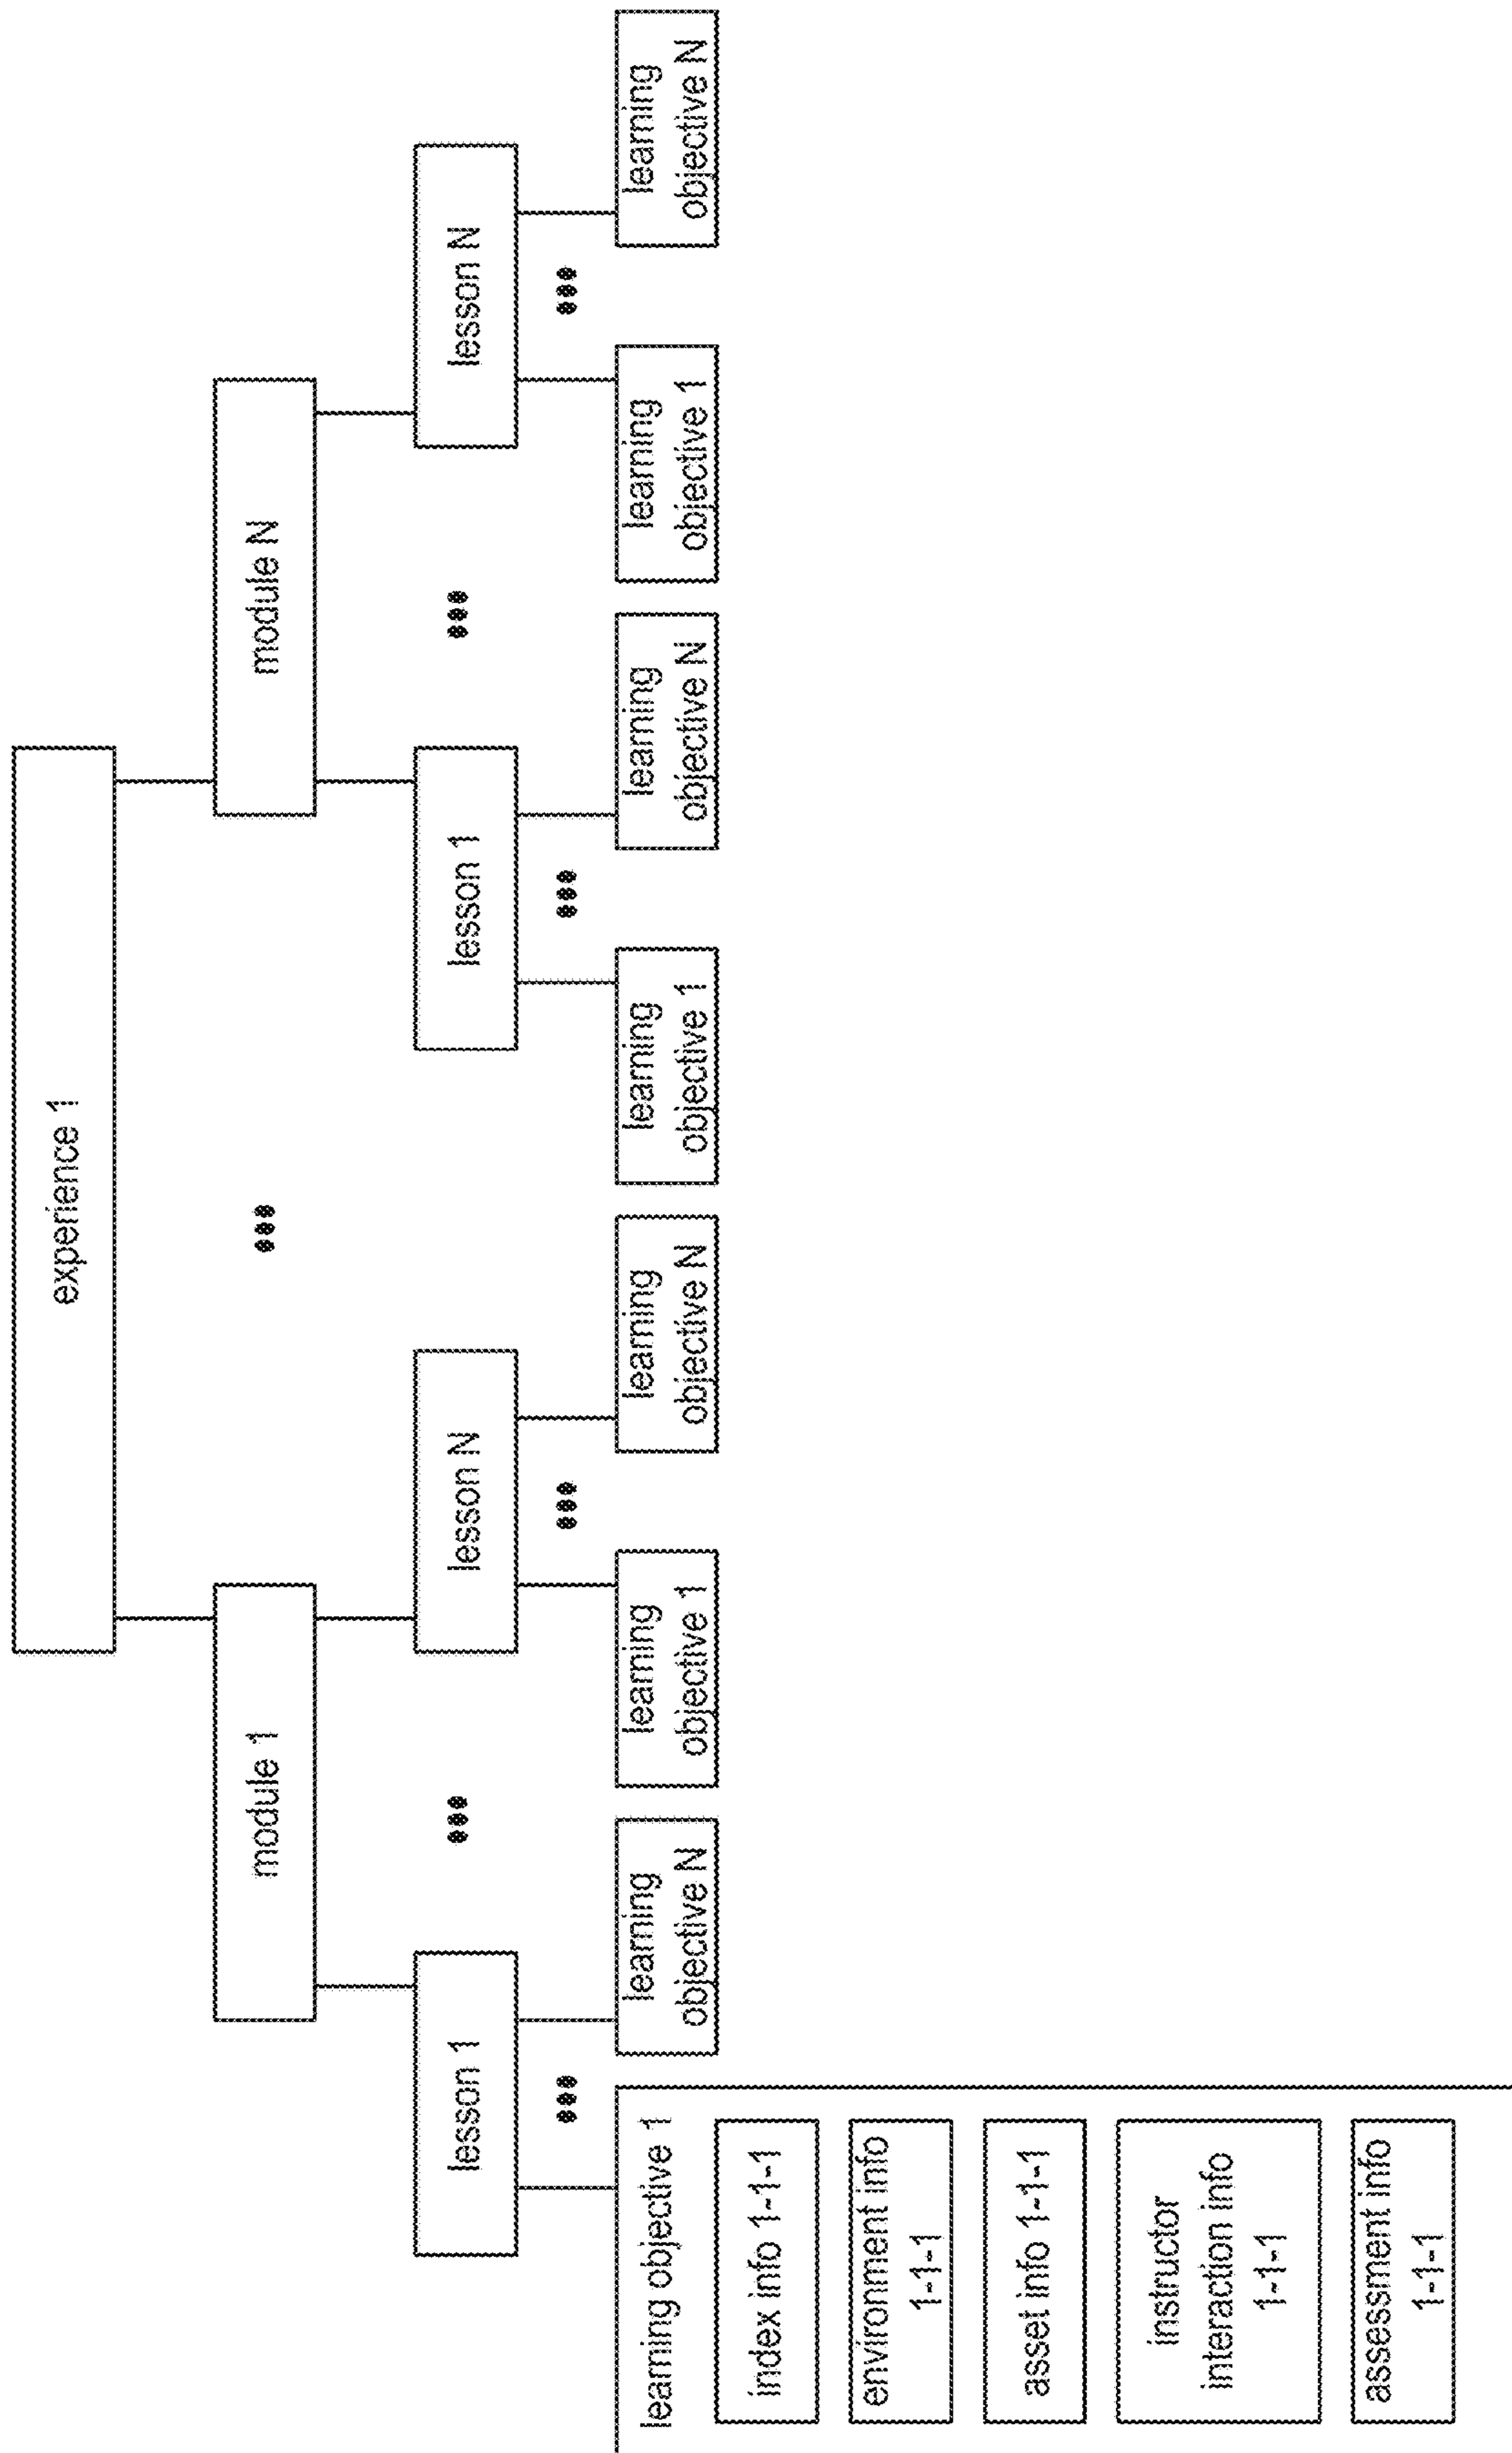 experience 1
module 1
module N
lesson 1
lesson N
lesson 1
lesson N
learning objective 1
learning
objective N
learning
objective 1
learning
objective N
learning
objective 1
learning
objective N
learning
objective 1
learning
objective N
index info 1-1-1
environment info
1-1-1
asset info 1-1-1
instructor
interaction info
1-1-1
assessment info
1-1-1